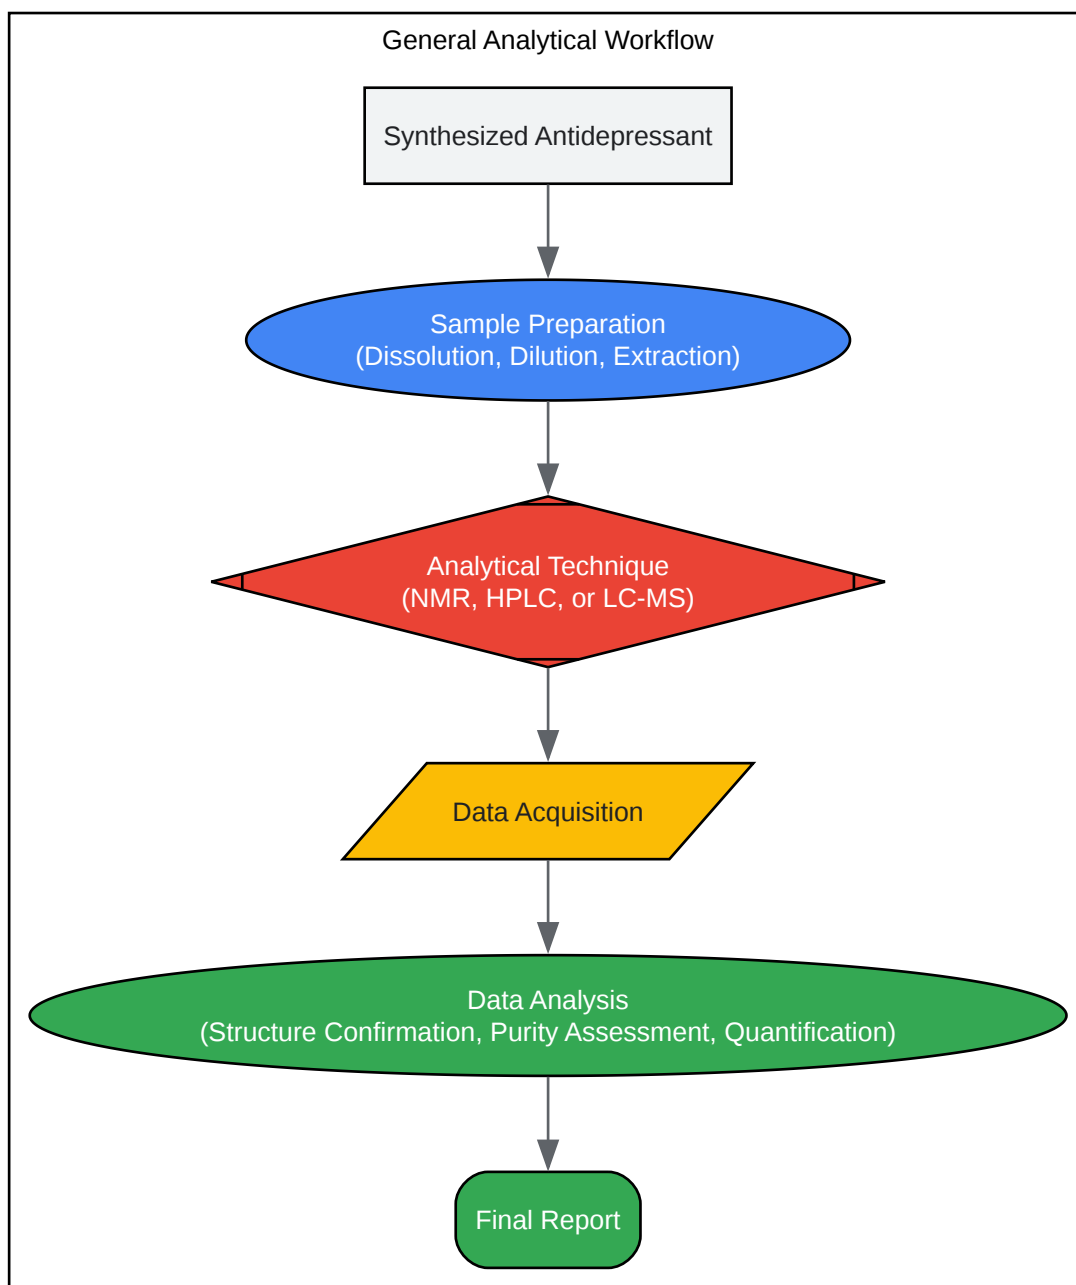 General Analytical Workflow
Synthesized Antidepressant
Sample Preparation
(Dissolution, Dilution, Extraction)
Analytical Technique
(NMR, HPLC, or LC-MS)
Data Acquisition
Data Analysis
(Structure Confirmation, Purity Assessment, Quantification)
Final Report